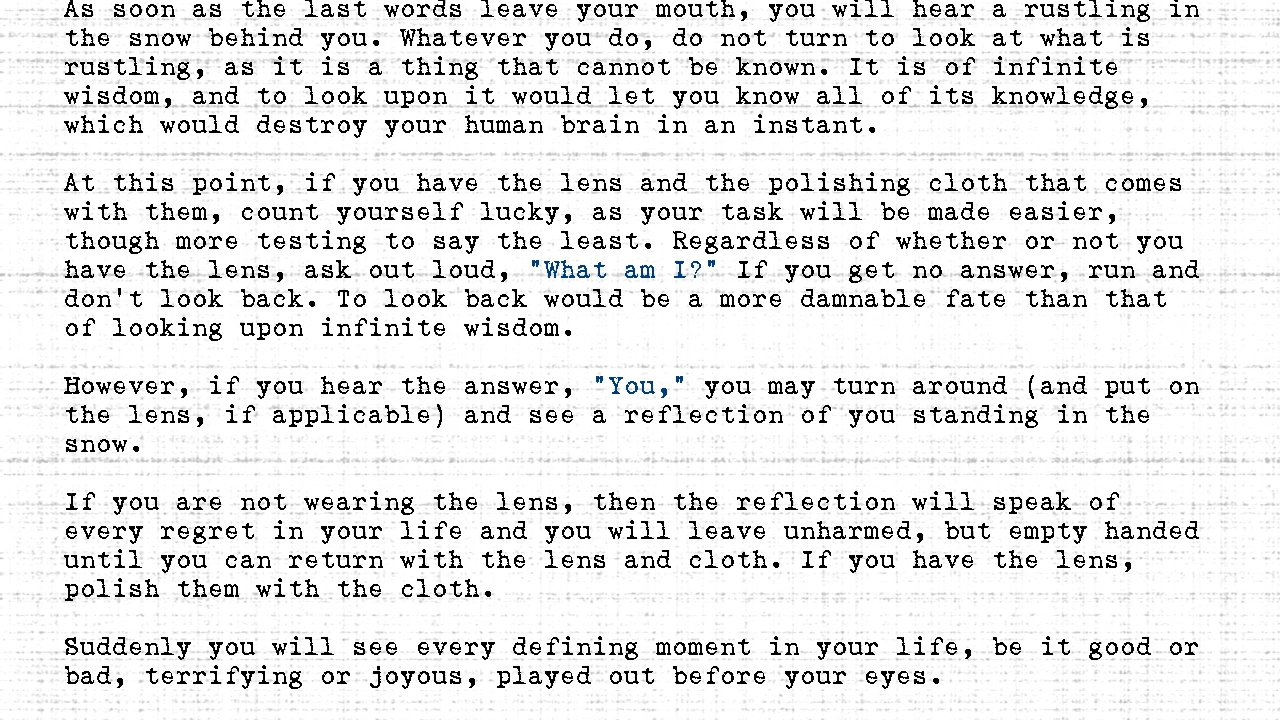 As soon as the last words leave your mouth, you will hear a rustling in
the snow behind you. Whatever you do, do not turn to look at what is
rustling, as it is a thing that cannot be known. It is of infinite
wisdom, and to look upon it would let you know all of its knowledge,
which would destroy your human brain in an instant.
At this point, if you have the lens and the polishing cloth that comes
with them, count yourself lucky, as your task will be made easier,
though more testing to say the least. Regardless of whether or not you
have the lens, ask out loud, "What am I?" If you get no answer, run and
don't look back. To look back would be a more damnable fate than that
of looking upon infinite wisdom.
However, if you hear the answer, "You," you may turn around (and put on
the lens, if applicable) and see a reflection of you standing in the
snow.
If you are not wearing the lens, then the reflection will speak of
every regret in your life and you will leave unharmed, but empty handed
until you can return with the lens and cloth. If you have the lens,
polish them with the cloth.
Suddenly you will see every defining moment in your life, be it good or
bad, terrifying or joyous, played out before your eyes.